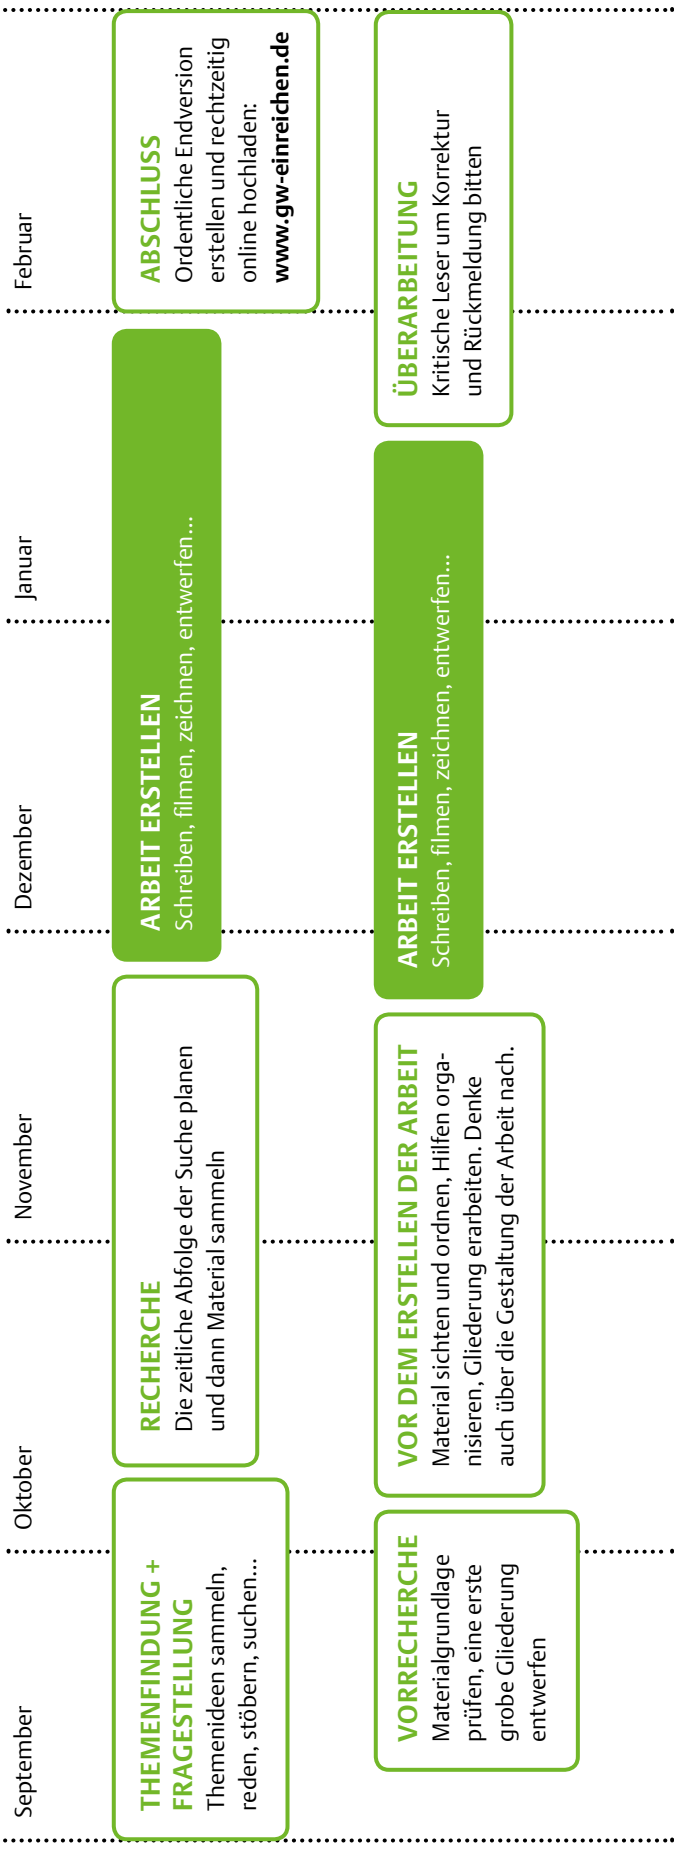 September
Oktober
November
Dezember
Januar
Februar
THEMENFINDUNG +
FRAGESTELLUNG
Themenideen sammeln,
reden, stöbern, suchen...
RECHERCHE
Die zeitliche Abfolge der Suche planen
und dann Material sammeln
ARBEIT ERSTELLEN
Schreiben, filmen, zeichnen, entwerfen...
ABSCHLUSS
Ordentliche Endversion
erstellen und rechtzeitig
online hochladen:
www.gw-einreichen.de
VORRECHERCHE
Materialgrundlage
prüfen, eine erste
grobe Gliederung
entwerfen
VOR DEM ERSTELLEN DER ARBEIT
Material sichten und ordnen, Hilfen orga-
nisieren, Gliederung erarbeiten. Denke
auch über die Gestaltung der Arbeit nach.
ARBEIT ERSTELLEN
Schreiben, filmen, zeichnen, entwerfen...
ÜBERARBEITUNG
Kritische Leser um Korrektur
und Rückmeldung bitten